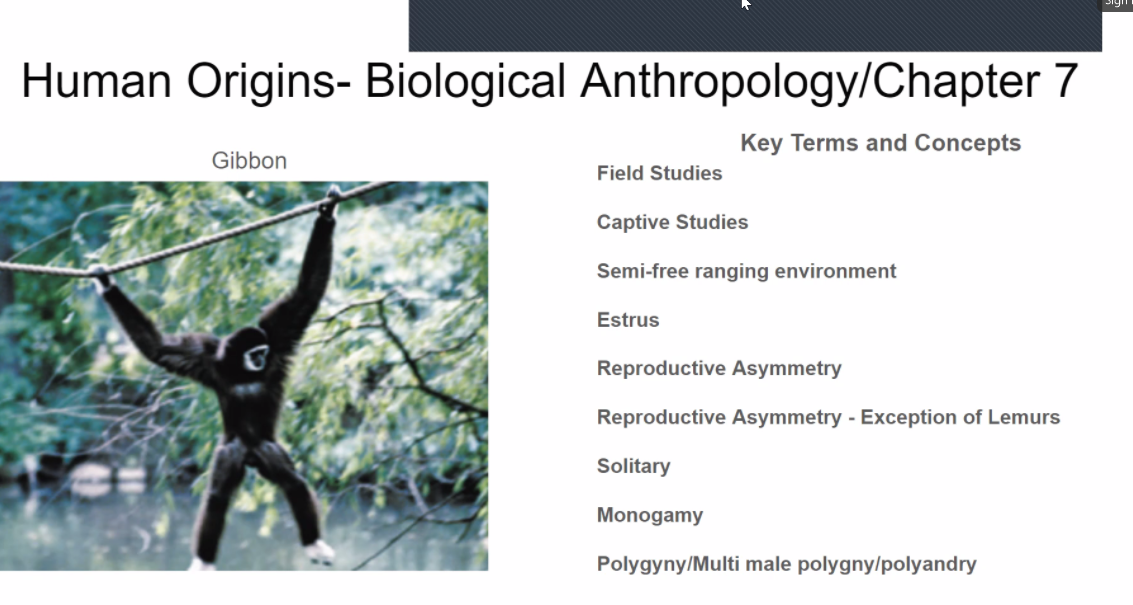 Sign
Human Origins- Biological Anthropology/Chapter 7
Gibbon
Key Terms and Concepts
Field Studies
Captive Studies
Semi-free ranging environment
Estrus
Reproductive Asymmetry
Reproductive Asymmetry - Exception of Lemurs
Solitary
Monogamy
Polygyny/Multi male polygny/polyandry